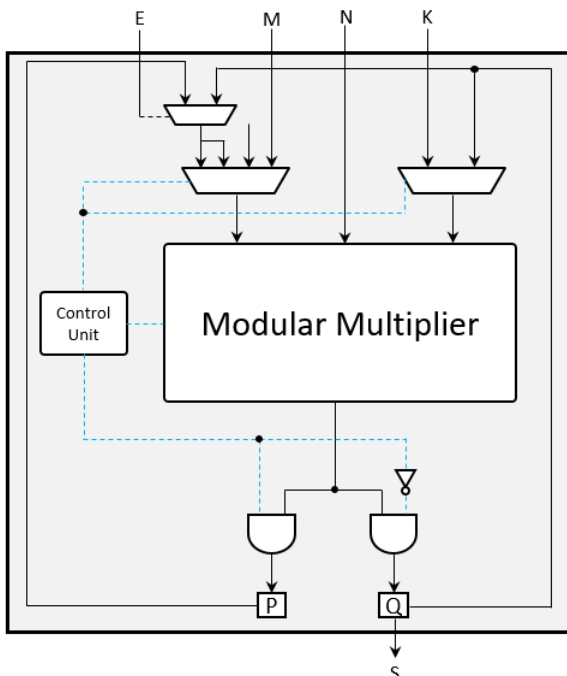 E M N K
Control
Unit
Modular Multiplier
P Q
S